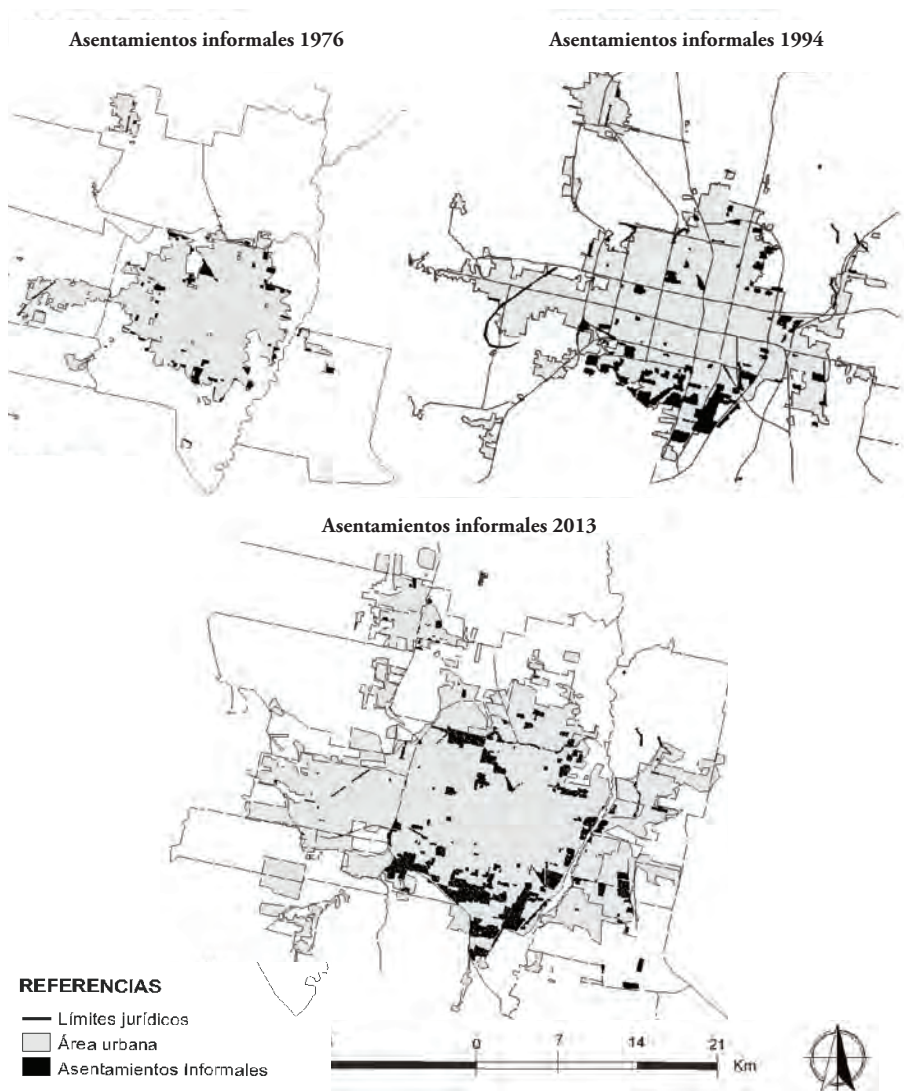 Asentamientos informales 1976
Asentamientos informales 1994
Asentamientos informales 2013
REFERENCIAS
Límites jurídicos
Área urbana
Asentamientos Informales
0 7 14 21
Km